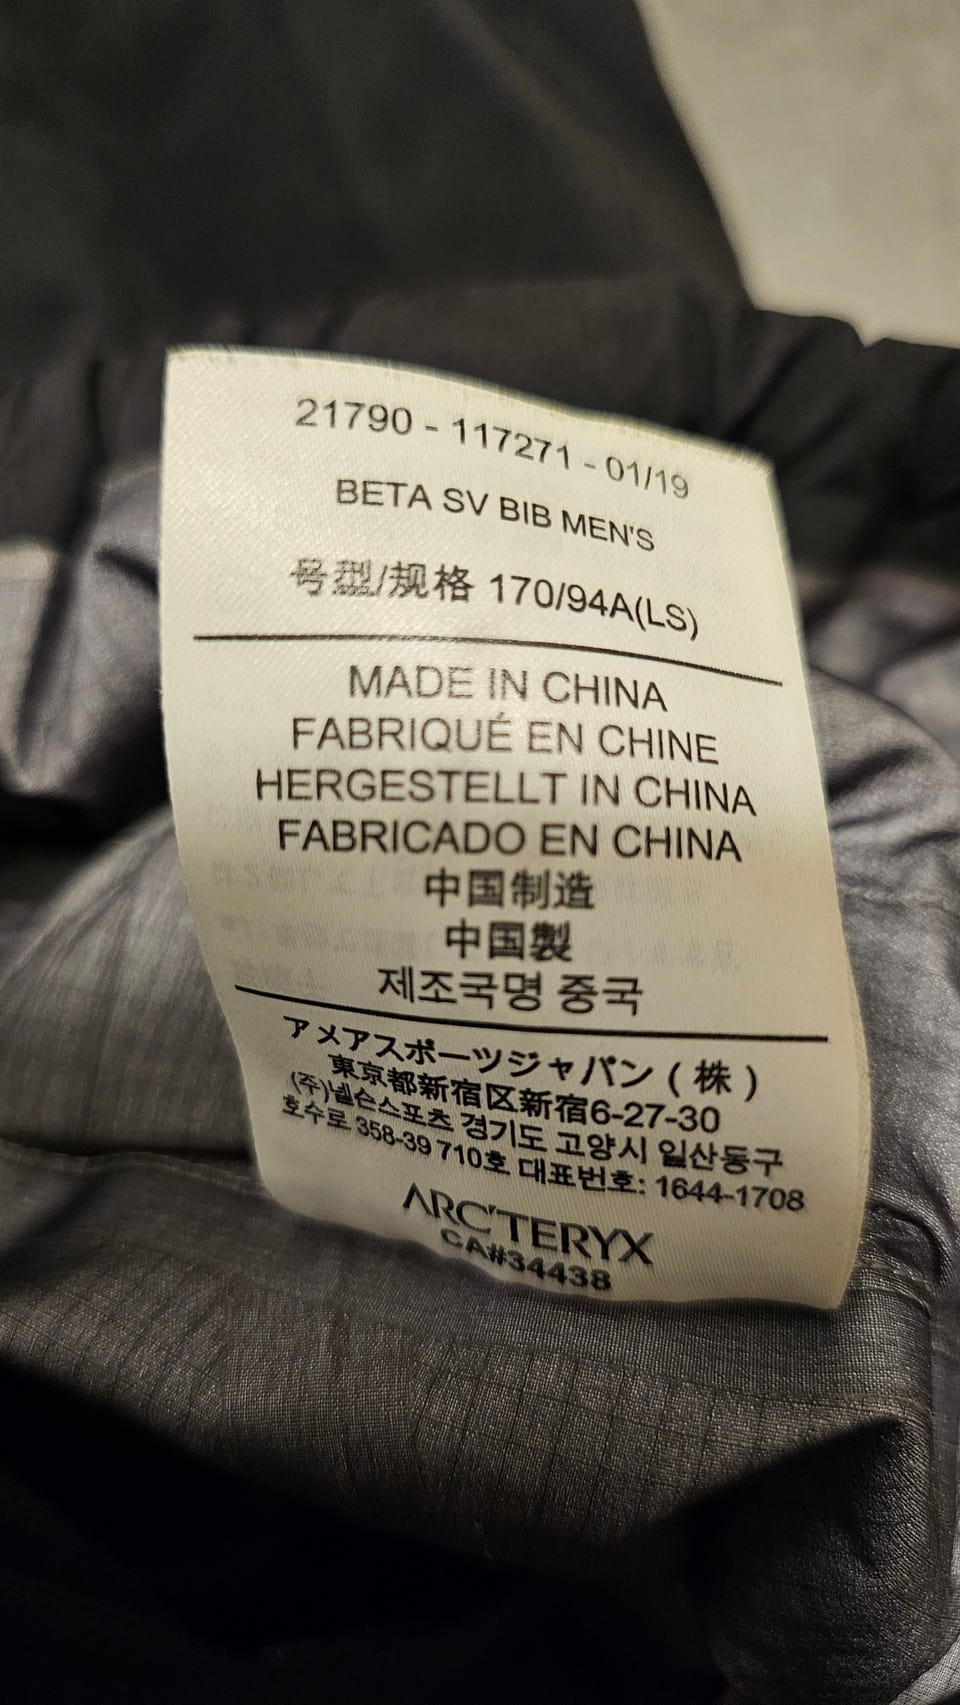 21790 - 117271 - 01/19
BETA SV BIB MEN'S
号型/规格 170/94A(LS)
MADE IN CHINA
FABRIQUÉ EN CHINE
HERGESTELLT IN CHINA
FABRICADO EN CHINA
中国制造
中国製
제조국명 중국
アメアスポーツジャパン ( 株 )
東京都新宿区新宿6-27-30
(주)넬슨스포츠 경기도 고양시 일산동구
호수로 358-39 710호 대표번호: 1644-1708
ARC'TERYX
CA#34438